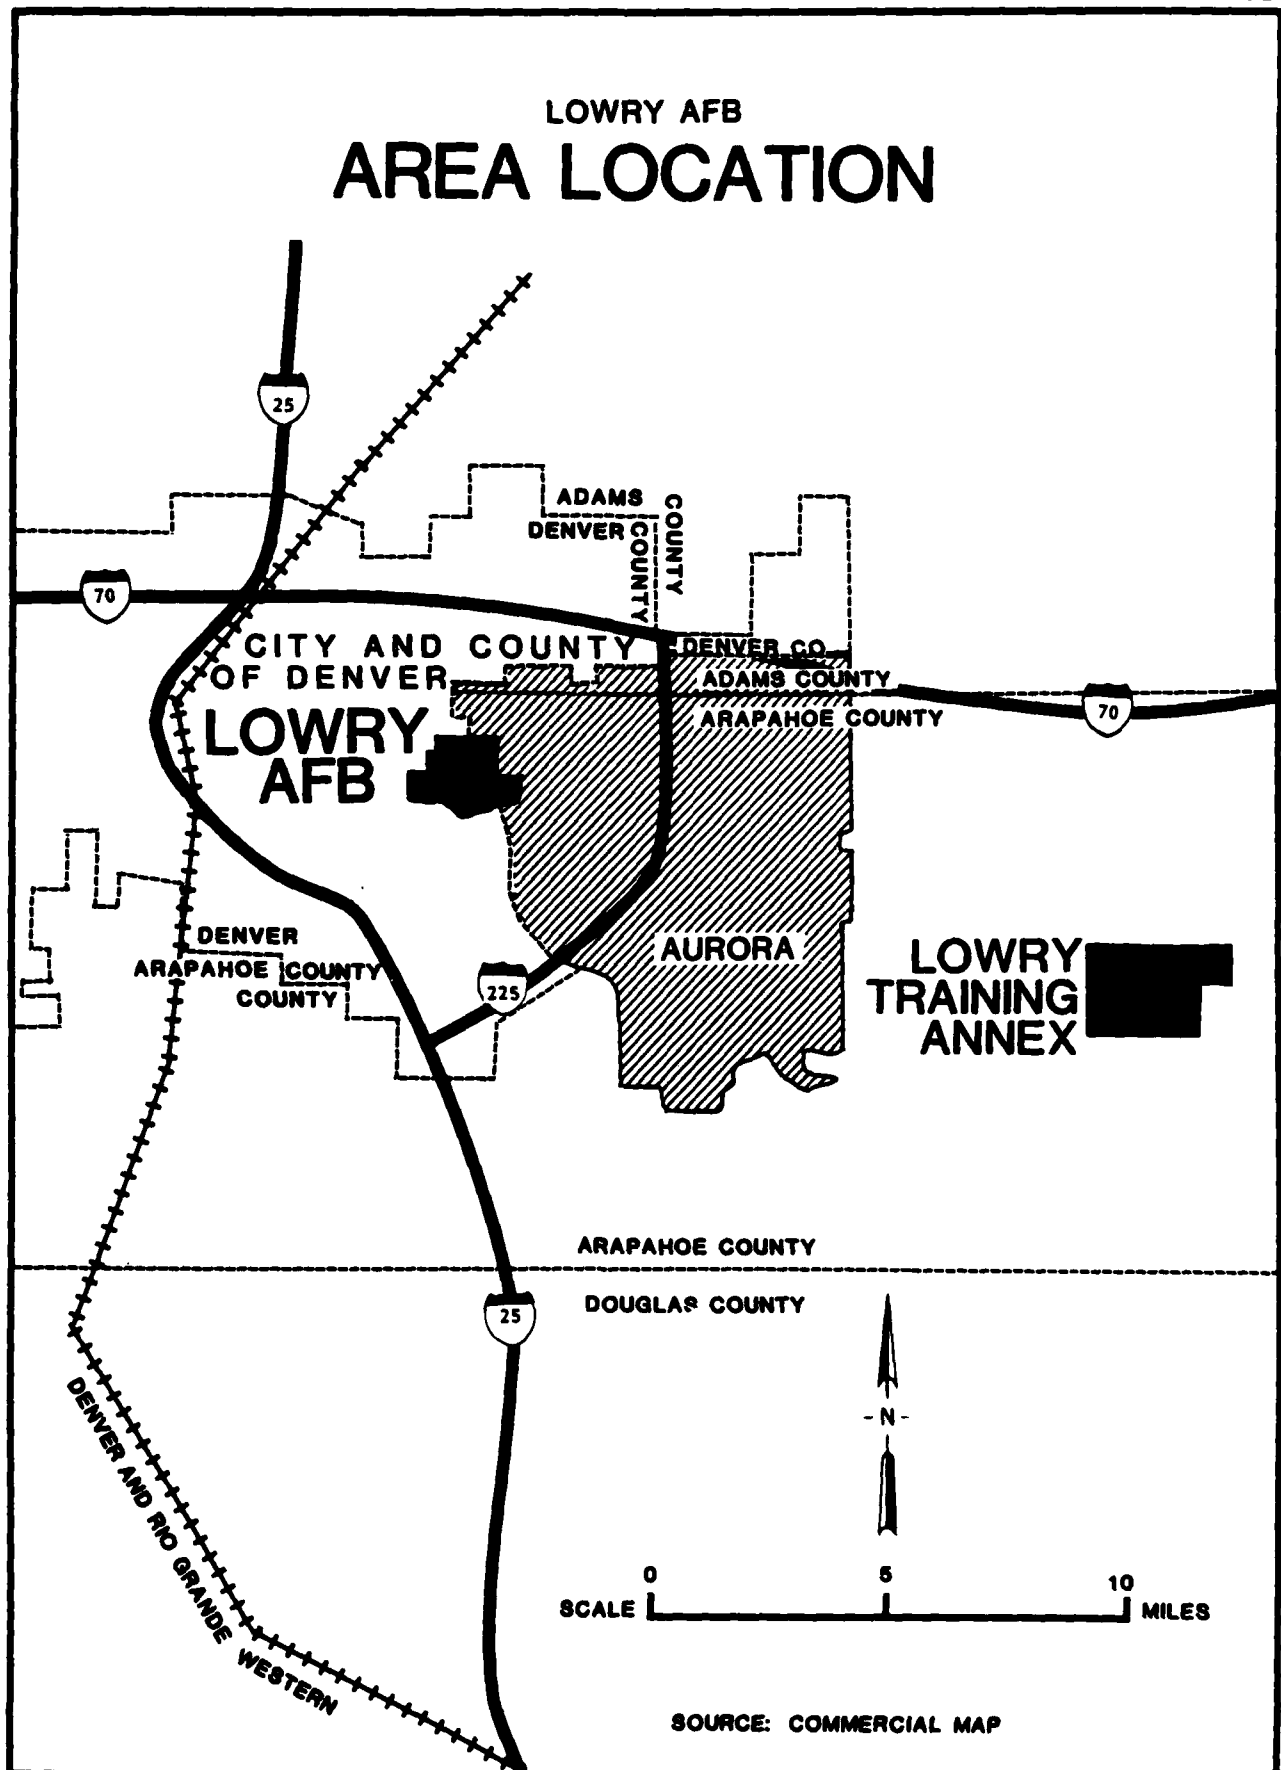 LOWRY AFB
AREA LOCATION
25
ADAMS
COUNTY
DENVER
COUNTY
70
CITY AND COUNTY
OF DENVER
DENVER CO.
ADAMS COUNTY
ARAPAHOE COUNTY
70
LOWRY
AFB
DENVER
ARAPAHOE COUNTY
COUNTY
225
AURORA
LOWRY
TRAINING
ANNEX
ARAPAHOE COUNTY
DOUGLAS COUNTY
25
DENVER AND RIO GRANDE WESTERN
- N -
0 5 10
SCALE MILES
SOURCE: COMMERCIAL MAP